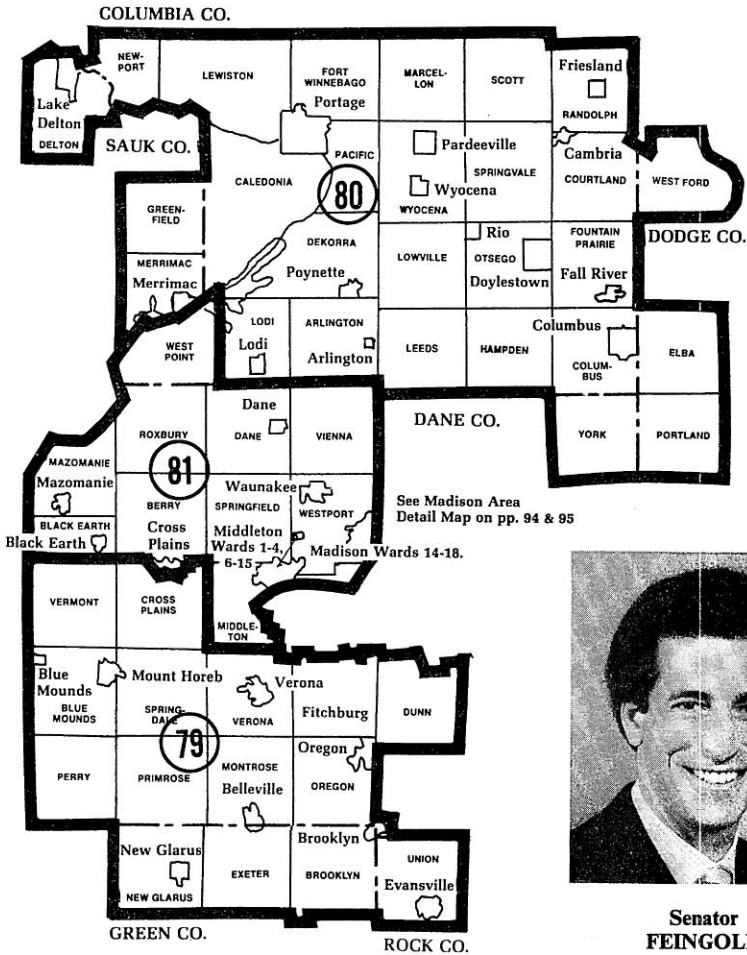 COLUMBIA CO.
NEW-
PORT
LEWISTON
FORT
WINNEBAGO
MARCEL-
LON
SCOTT
Friesland
RANDOLPH
Lake
Delton
DELTON
Portage
SAUK CO.
PACIFIC
Pardeeville
Cambria
CALEDONIA
80
Wyocena
WYOCENA
SPRINGVALE
COURTLAND
WEST FORD
GREEN-
FIELD
DODGE CO.
DEKORRA
Rio
FOUNTAIN
PRAIRIE
MERRIMAC
Merrimac
Poynette
LOWVILLE
OTSEGO
Doylestown
Fall River
WEST
POINT
LODI
Lodi
ARLINGTON
Arlington
LEEDS
HAMPDEN
Columbus
COLUM-
BUS
ELBA
Dane
DANE
DANE CO.
ROXBURY
VIENNA
YORK
PORTLAND
81
MAZOMANIE
Mazomanie
BERRY
Waunakee
SPRINGFIELD
WESTPORT
See Madison Area
Detail Map on pp. 94 & 95
BLACK EARTH
Black Earth
Cross
Plains
Middleton
Wards 1-4,
6-15
Madison Wards 14-18.
VERMONT
CROSS
PLAINS
MIDDLE-
TON
Blue
Mounds
BLUE
MOUNDS
Mount Horeb
SPRING-
DALE
Verona
VERONA
Fitchburg
DUNN
79
PERRY
PRIMROSE
MONTROSE
Belleville
Oregon
OREGON
Brooklyn
New Glarus
NEW GLARUS
EXETER
BROOKLYN
UNION
Evansville
GREEN CO.
ROCK CO.
Senator
FEINGOL